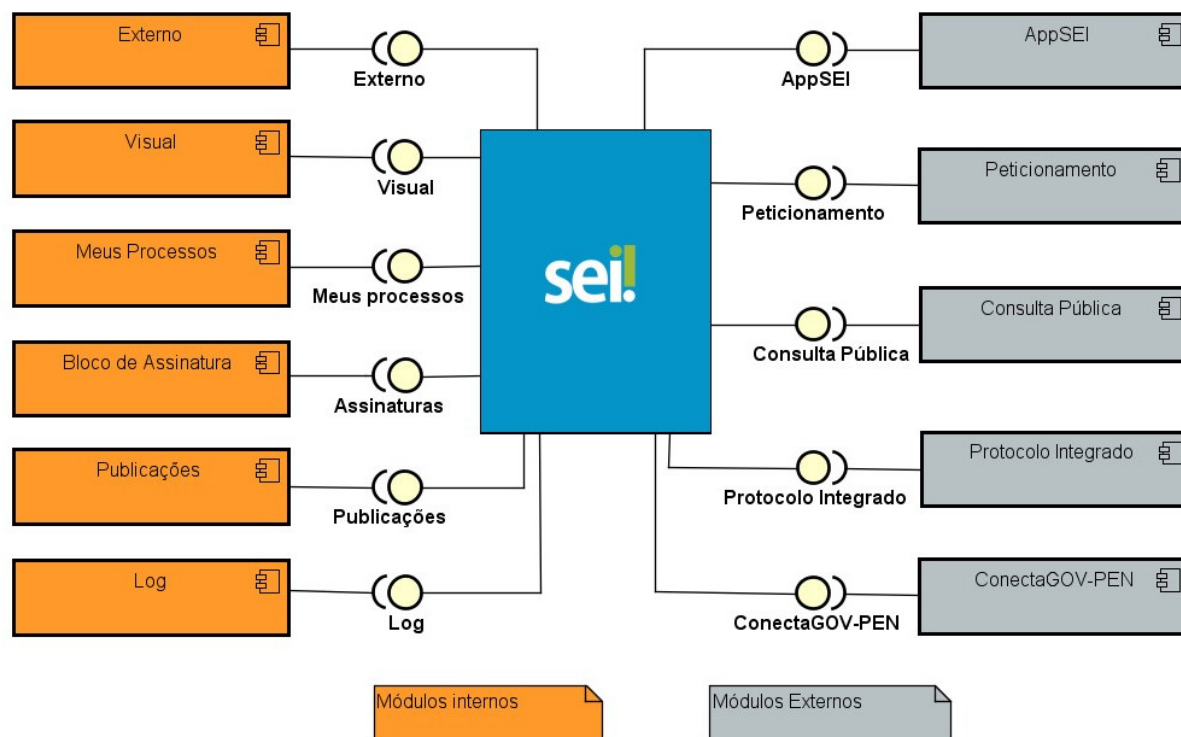 Externo
Externo
AppSEI
AppSEI
Visual
Visual
Peticionamento
Peticionamento
Meus Processos
Meus processos
sei!
Consulta Pública
Consulta Pública
Bloco de Assinatura
Assinaturas
Publicações
Publicações
Protocolo Integrado
Protocolo Integrado
Log
Log
ConectaGOV-PEN
ConectaGOV-PEN
Módulos internos
Módulos Externos